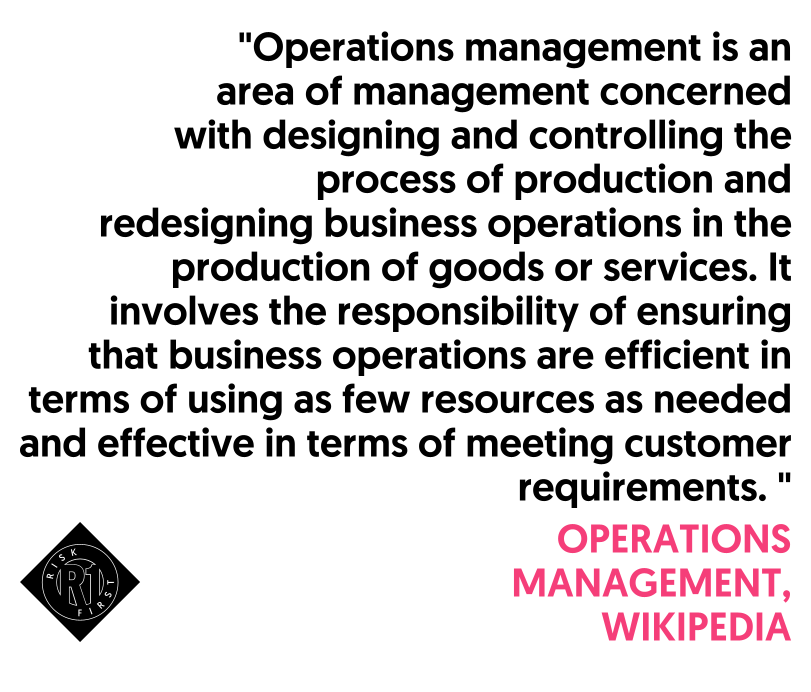 "Operations management is an
area of management concerned
with designing and controlling the
process of production and
redesigning business operations in the
production of goods or services. It
involves the responsibility of ensuring
that business operations are efficient in
terms of using as few resources as needed
and effective in terms of meeting customer
requirements. "
OPERATIONS
MANAGEMENT,
WIKIPEDIA
RISK
R1
FIRST